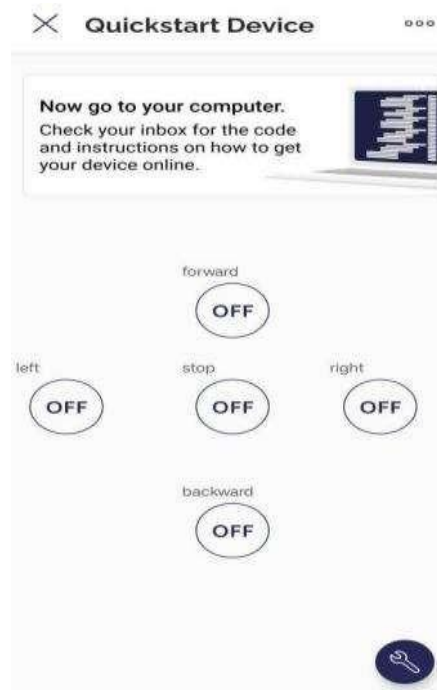 Quickstart Device
Now go to your computer.
Check your inbox for the code
and instructions on how to get
your device online.
forward
OFF
left
stop
right
OFF
OFF
OFF
backward
OFF